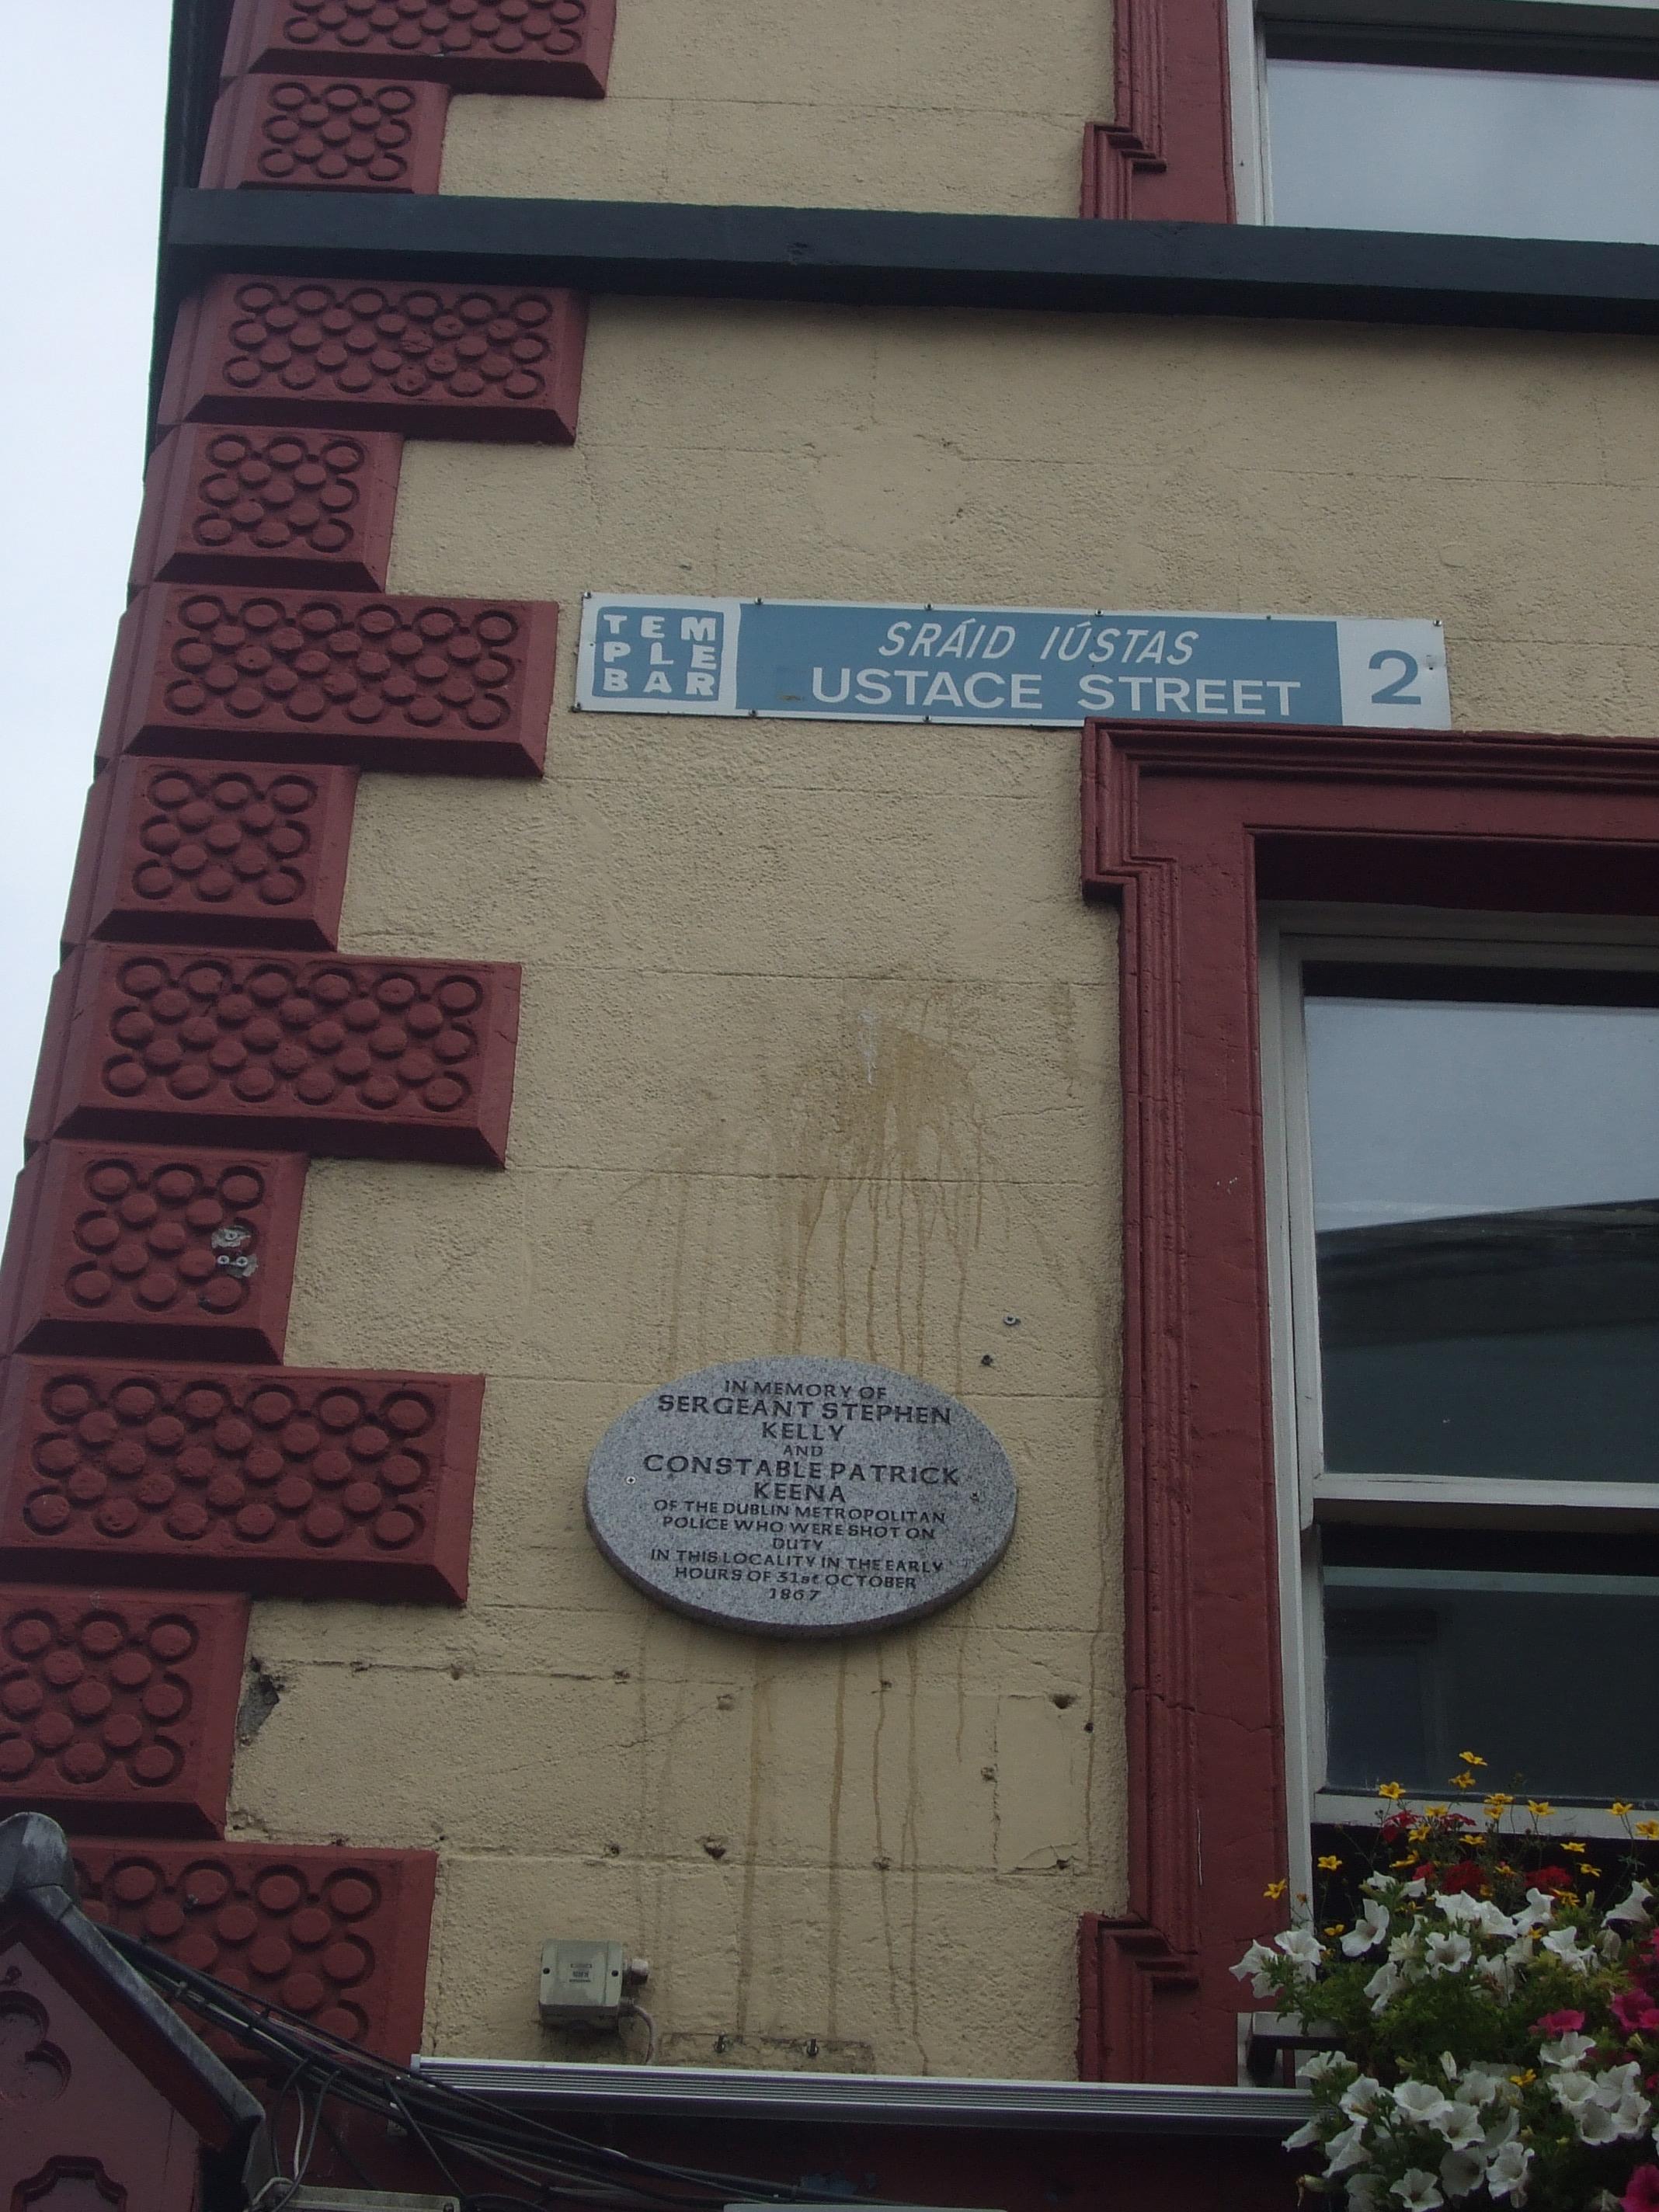 TEM
PLE
BAR
SRÁID IÚSTAS
USTACE STREET
2
IN MEMORY OF
SERGEANT STEPHEN
KELLY
AND
CONSTABLE PATRICK
KEENA
OF THE DUBLIN METROPOLITAN
POLICE WHO WERE SHOT ON
DUTY
IN THIS LOCALITY IN THE EARLY
HOURS OF 31st OCTOBER
1867